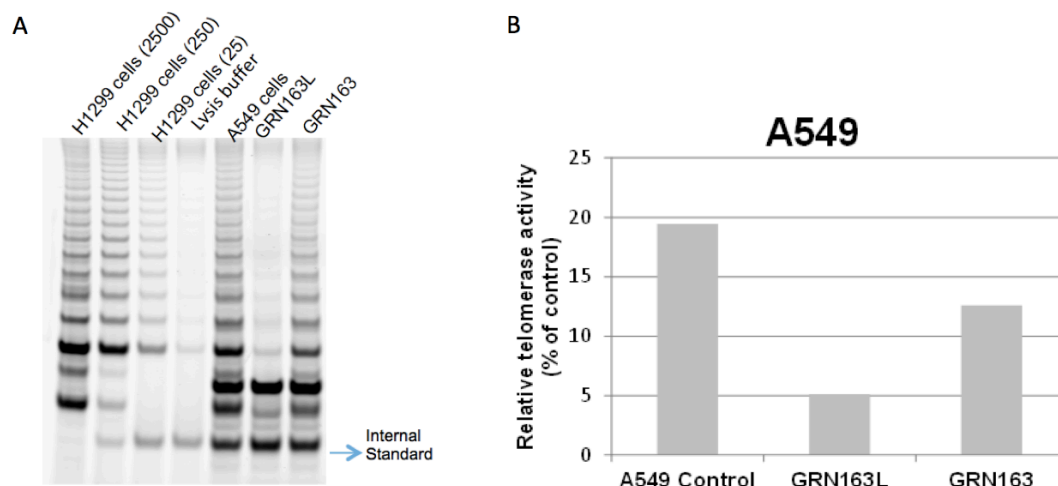 A
H1299 cells (2500)
H1299 cells (250)
H1299 cells (25)
Lysis buffer
A549 cells
GRN163L
GRN163
Internal
Standard
B
A549
Relative telomerase activity
(% of control)
25
20
15
10
5
0
A549 Control
GRN163L
GRN163